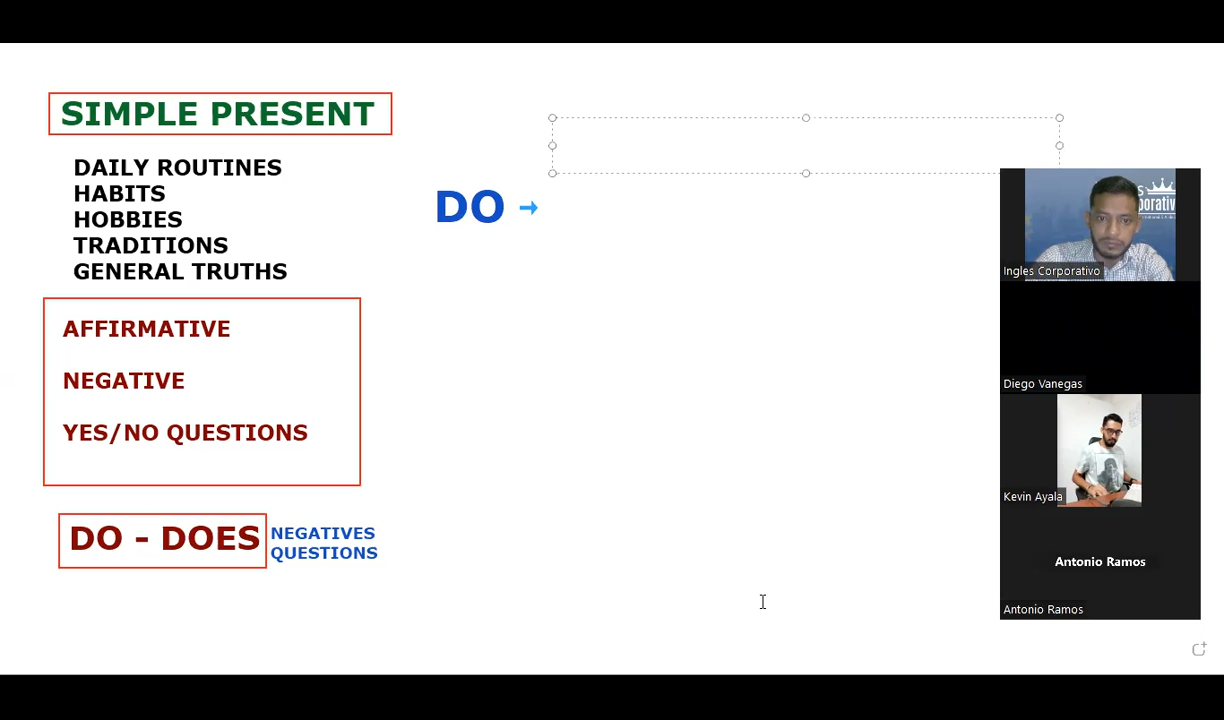 SIMPLE PRESENT
DAILY ROUTINES
HABITS
HOBBIES
TRADITIONS
GENERAL TRUTHS
AFFIRMATIVE
NEGATIVE
YES/NO QUESTIONS
DO - DOES
NEGATIVES
QUESTIONS
DO →
Ingles Corporativo
Diego Vanegas
Kevin Ayala
Antonio Ramos
Antonio Ramos